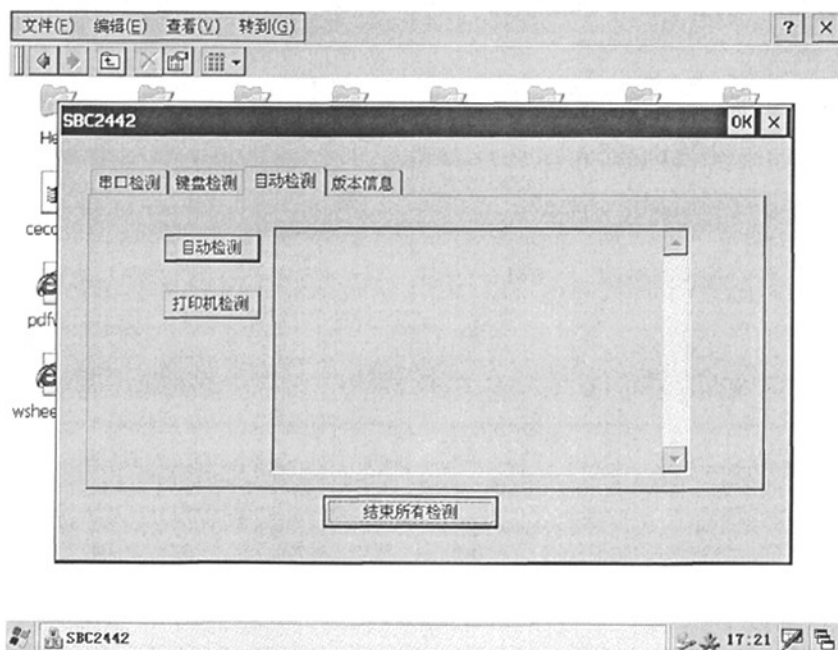 文件(F) 编辑(E) 查看(V) 转到(G) ? ×
SBC2442 OK ×
串口检测 键盘检测 自动检测 版本信息
自动检测
打印机检测
结束所有检测
SBC2442 17:21